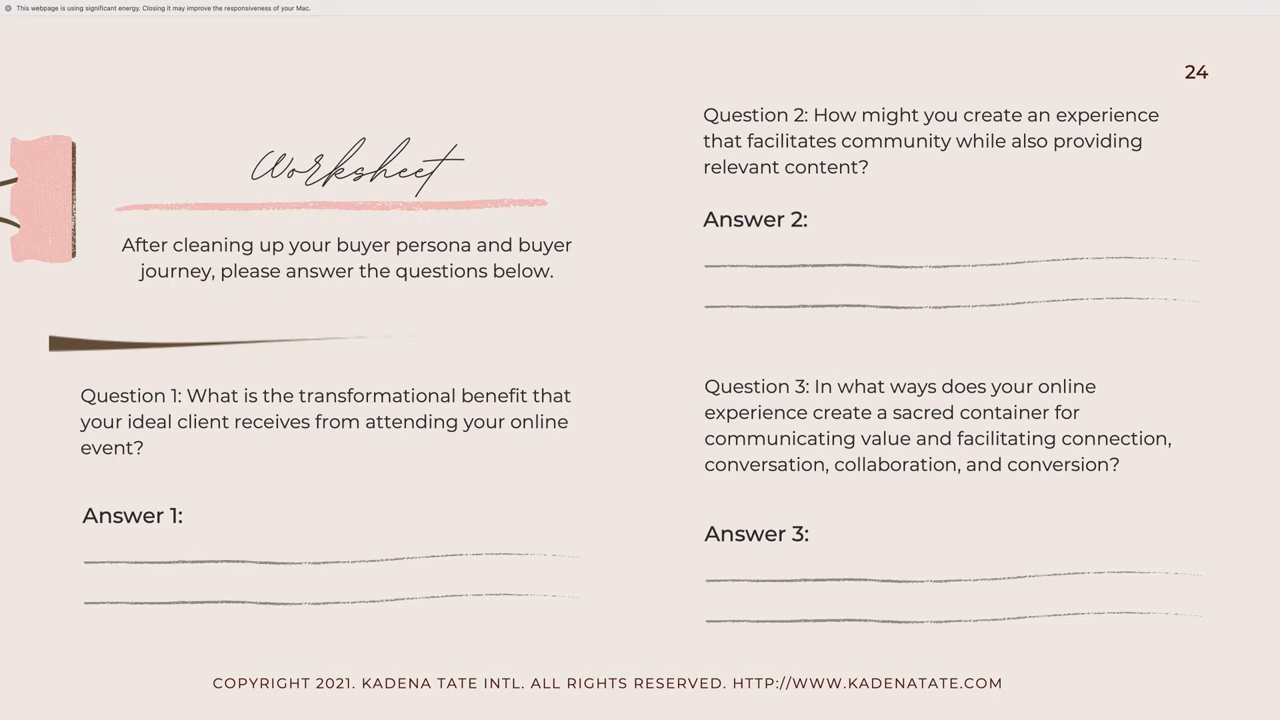 This webpage is using significant energy. Closing it may improve the responsiveness of your Mac.
24
Worksheet
After cleaning up your buyer persona and buyer
journey, please answer the questions below.
Question 1: What is the transformational benefit that
your ideal client receives from attending your online
event?
Answer 1:
Question 2: How might you create an experience
that facilitates community while also providing
relevant content?
Answer 2:
Question 3: In what ways does your online
experience create a sacred container for
communicating value and facilitating connection,
conversation, collaboration, and conversion?
Answer 3:
COPYRIGHT 2021. KADENA TATE INTL. ALL RIGHTS RESERVED. HTTP://WWW.KADENATATE.COM